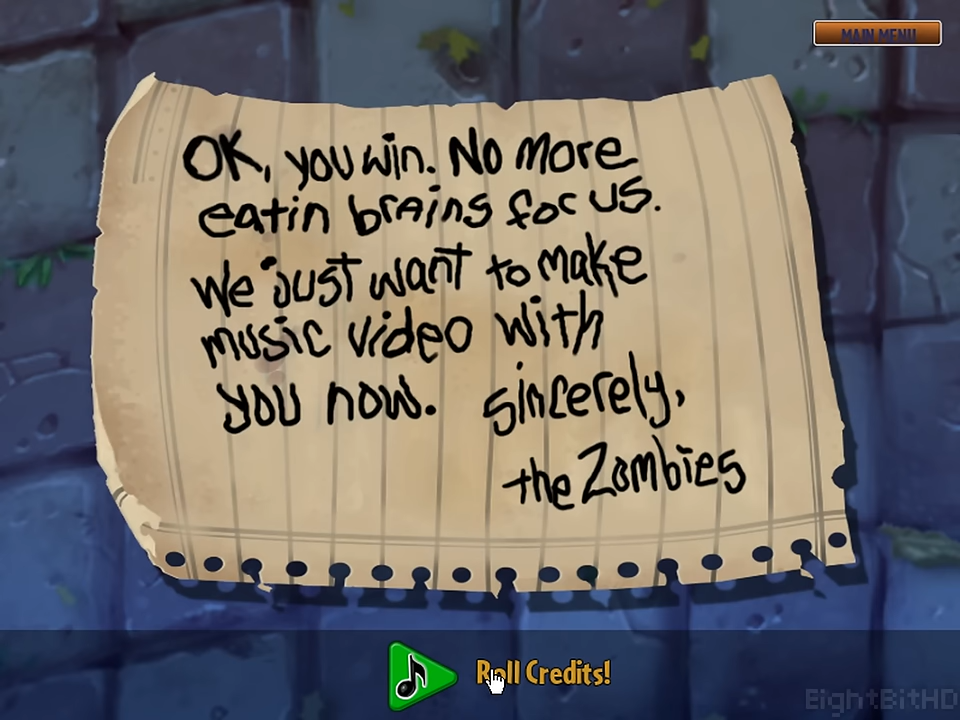 MAIN MENU
OK, you win. No more
eatin brains for us.
We just want to make
music video with
you now. sincerely,
the Zombies
Roll Credits!
EightBitHD